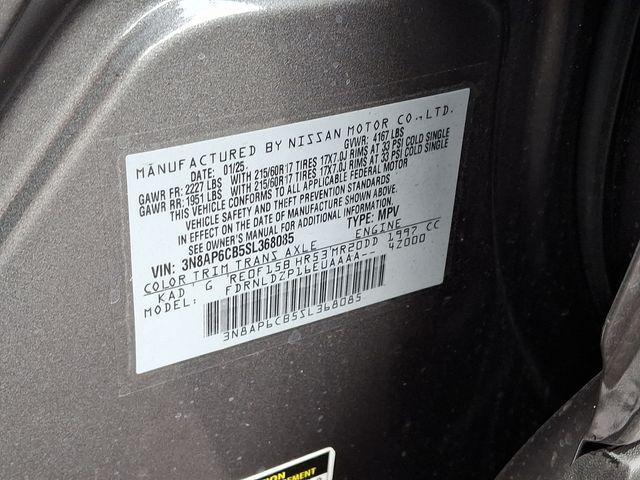 MANUFACTURED BY NISSAN MOTOR CO.,LTD.
DATE: 01/25 GVWR: 4167 LBS
GAWR FR: 2227 LBS WITH 215/60R17 TIRES 17X7.0J RIMS AT 33 PSI COLD SINGLE
GAWR RR: 1951 LBS WITH 215/60R17 TIRES 17X7.0J RIMS AT 33 PSI COLD SINGLE
THIS VEHICLE CONFORMS TO ALL APPLICABLE FEDERAL MOTOR
VEHICLE SAFETY AND THEFT PREVENTION STANDARDS
IN EFFECT ON THE DATE OF MANUFACTURE SHOWN ABOVE.
SEE OWNER'S MANUAL FOR ADDITIONAL INFORMATION.
VIN: 3N8AP6CB5SL368085 TYPE: MPV
COLOR TRIM TRANS AXLE ENGINE
KAD G RE0F15B HR53 MR20DD 1997 CC
MODEL: FDRNLDZP16EUAAAA-- 4Z000
3N8AP6CB5SL368085